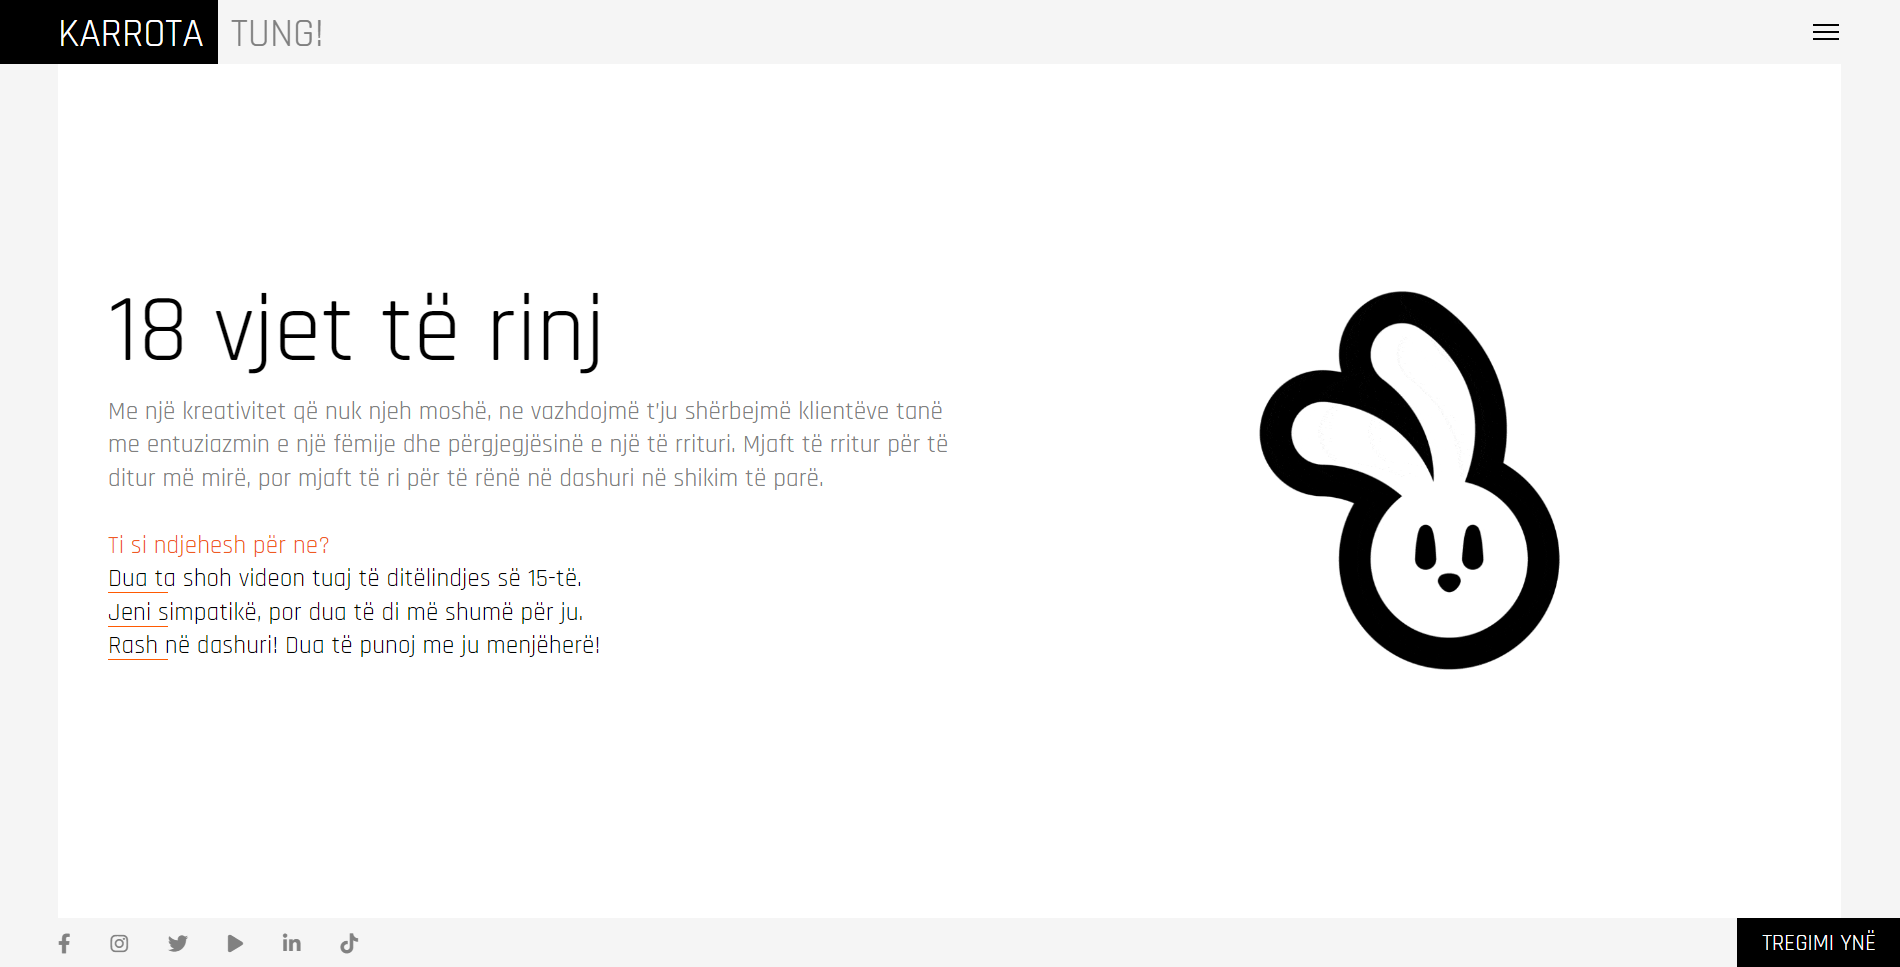 KARROTA TUNG!
18 vjet të rinj
Me një kreativitet që nuk njeh moshë, ne vazhdojmë t'ju shërbejmë klientëve tanë
me entuziazmin e një fëmije dhe përgjegjësinë e një të rrituri. Mjaft të rritur për të
ditur më mirë, por mjaft të ri për të rënë në dashuri në shikim të parë.
Ti si ndjehesh për ne?
Dua ta shoh videon tuaj të ditëlindjes së 15-të.
Jeni simpatikë, por dua të di më shumë për ju.
Rash në dashuri! Dua të punoj me ju menjëherë!
TREGIMI YNË